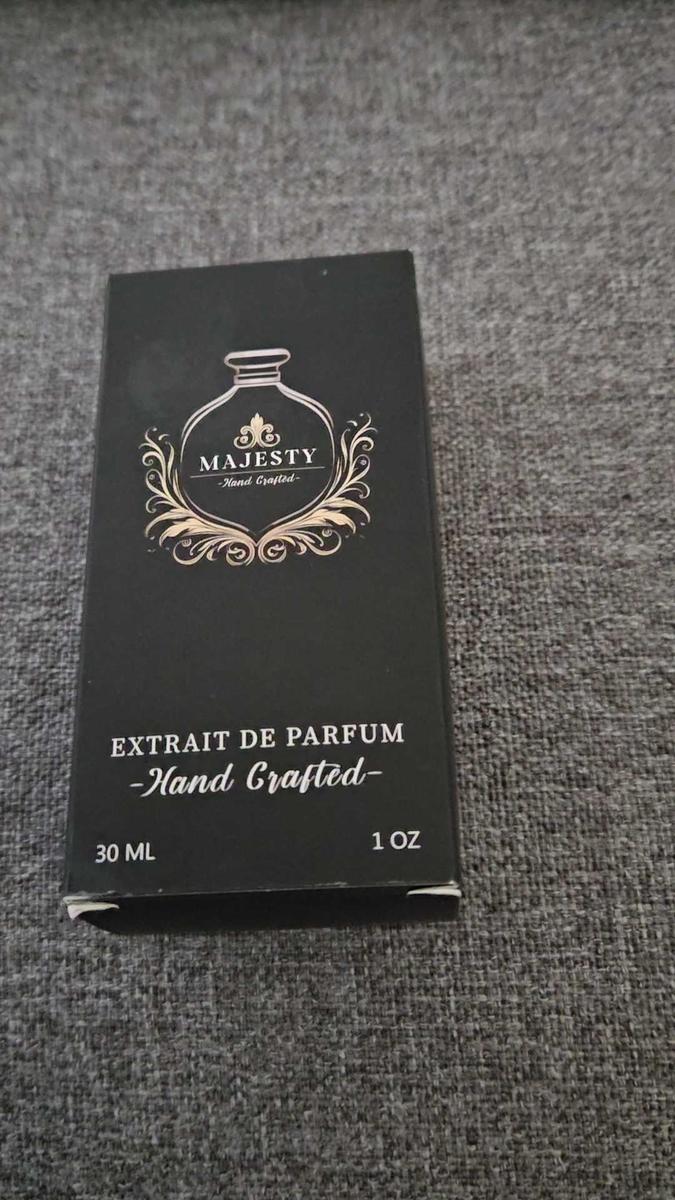 MAJESTY
-Hand Crafted-
EXTRAIT DE PARFUM
-Hand Crafted-
30 ML 1 OZ